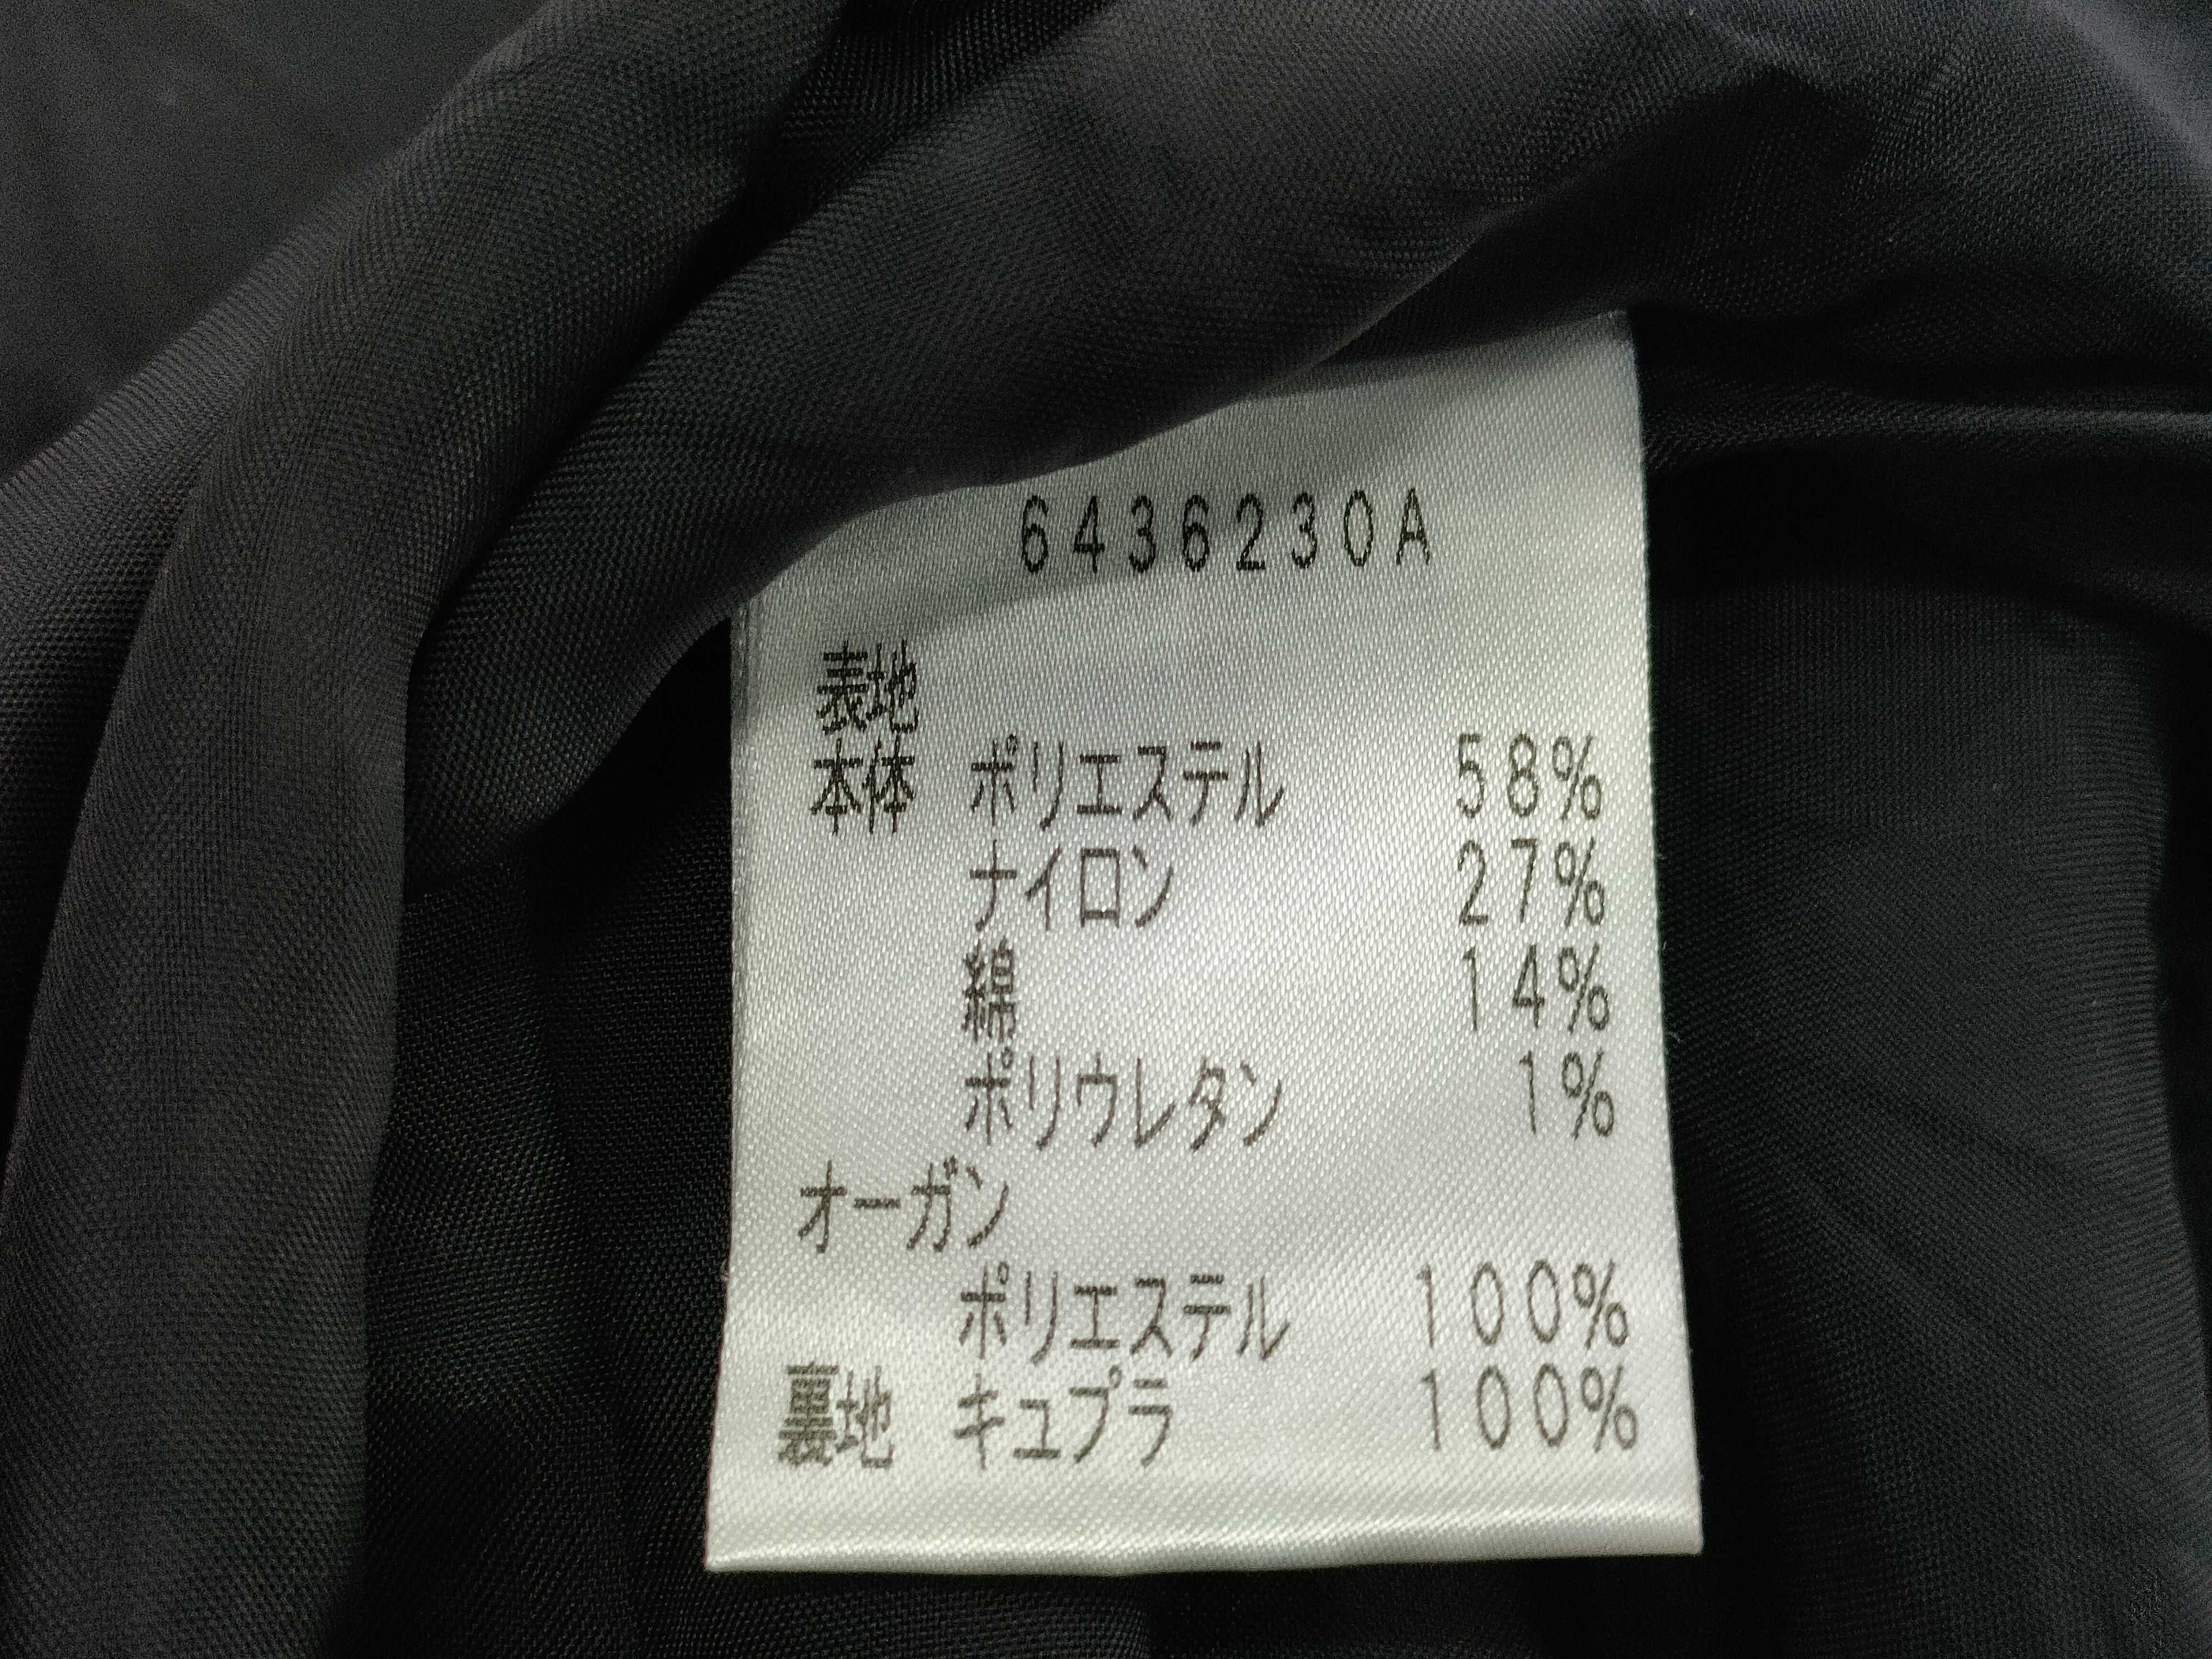 6436230A
表地
本体 ポリエステル 58%
ナイロン 27%
綿 14%
ポリウレタン 1%
オーガン
ポリエステル 100%
裏地 キュプラ 100%